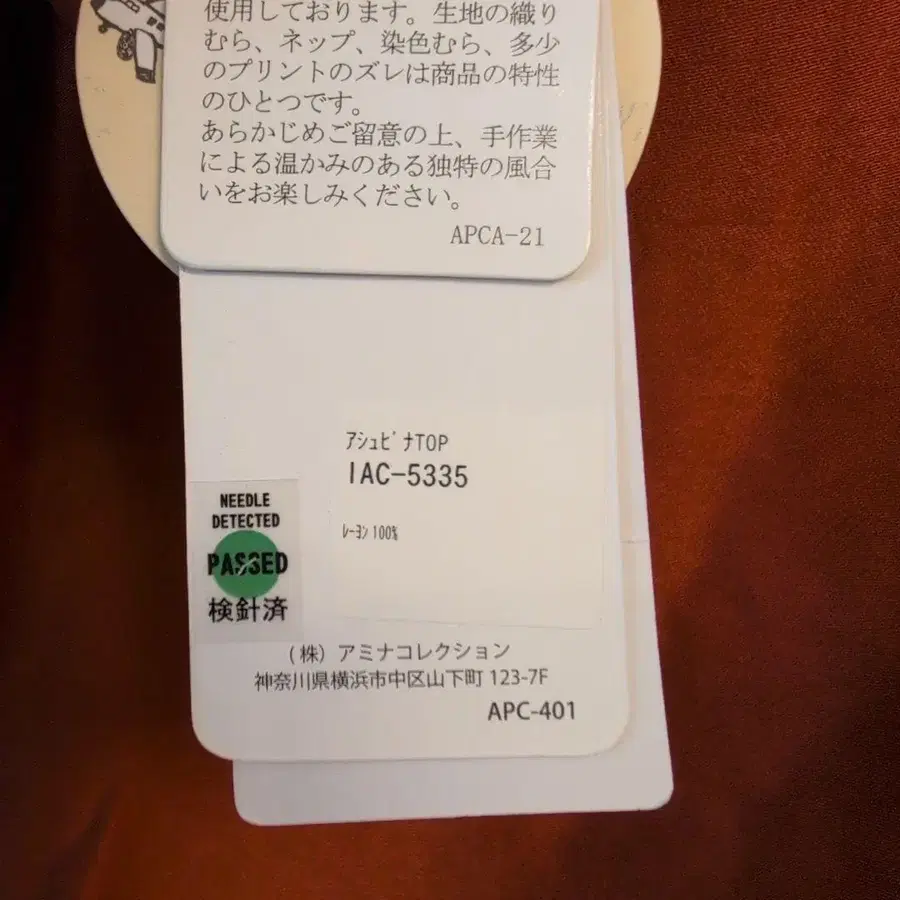 使用しております。生地の織り
むら、ネップ、染色むら、多少
のプリントのズレは商品の特性
のひとつです。
あらかじめご留意の上、手作業
による温かみのある独特の風合
いをお楽しみください。
APCA-21
ｱｼｭﾋﾞﾅTOP
IAC-5335
ﾚｰﾖﾝ 100%
NEEDLE
DETECTED
PASSED
検針済
(株) アミナコレクション
神奈川県横浜市中区山下町 123-7F
APC-401